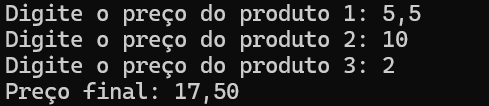 Digite o preço do produto 1: 5,5
Digite o preço do produto 2: 10
Digite o preço do produto 3: 2
Preço final: 17,50